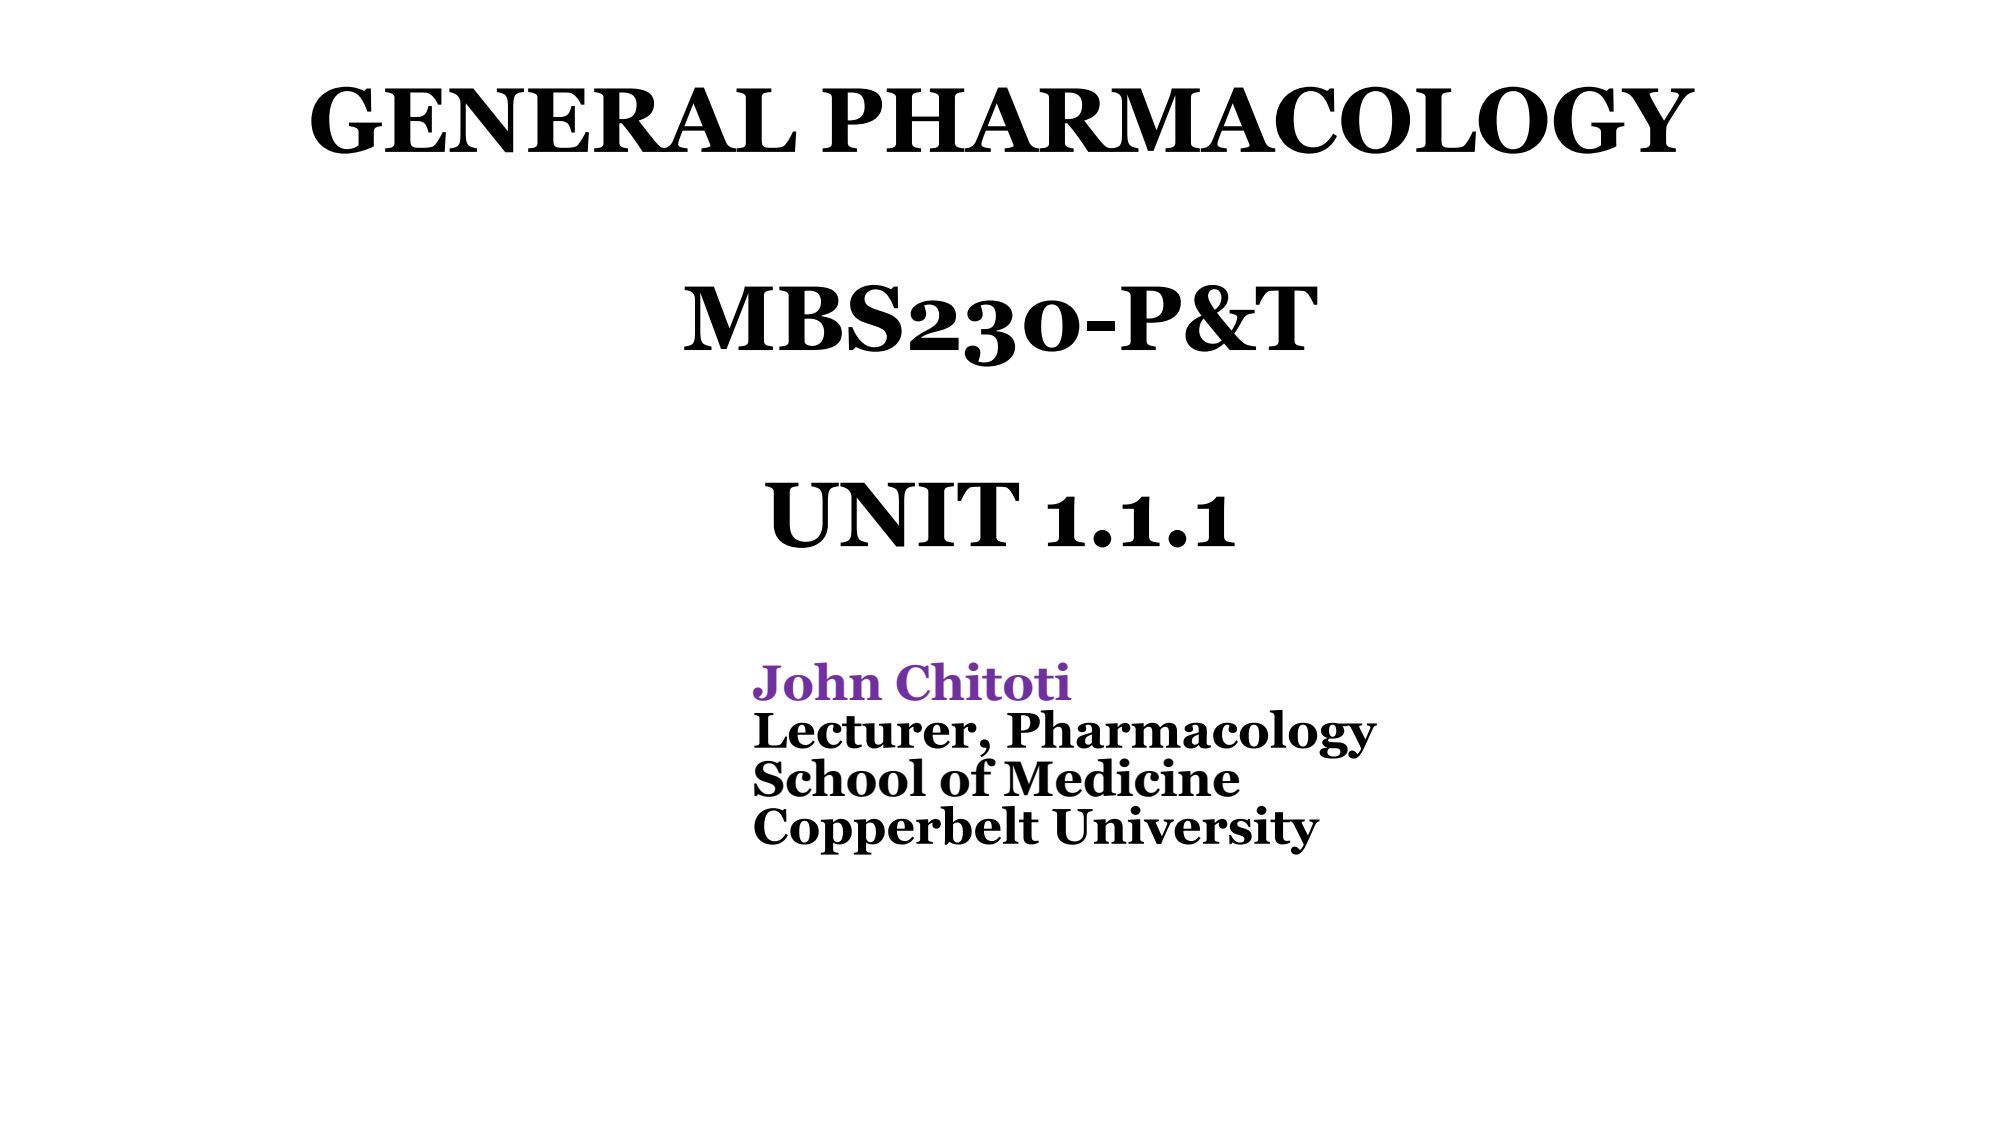 GENERAL PHARMACOLOGY
MBS230-P&T
UNIT 1.1.1
John Chitoti
Lecturer, Pharmacology
School of Medicine
Copperbelt University